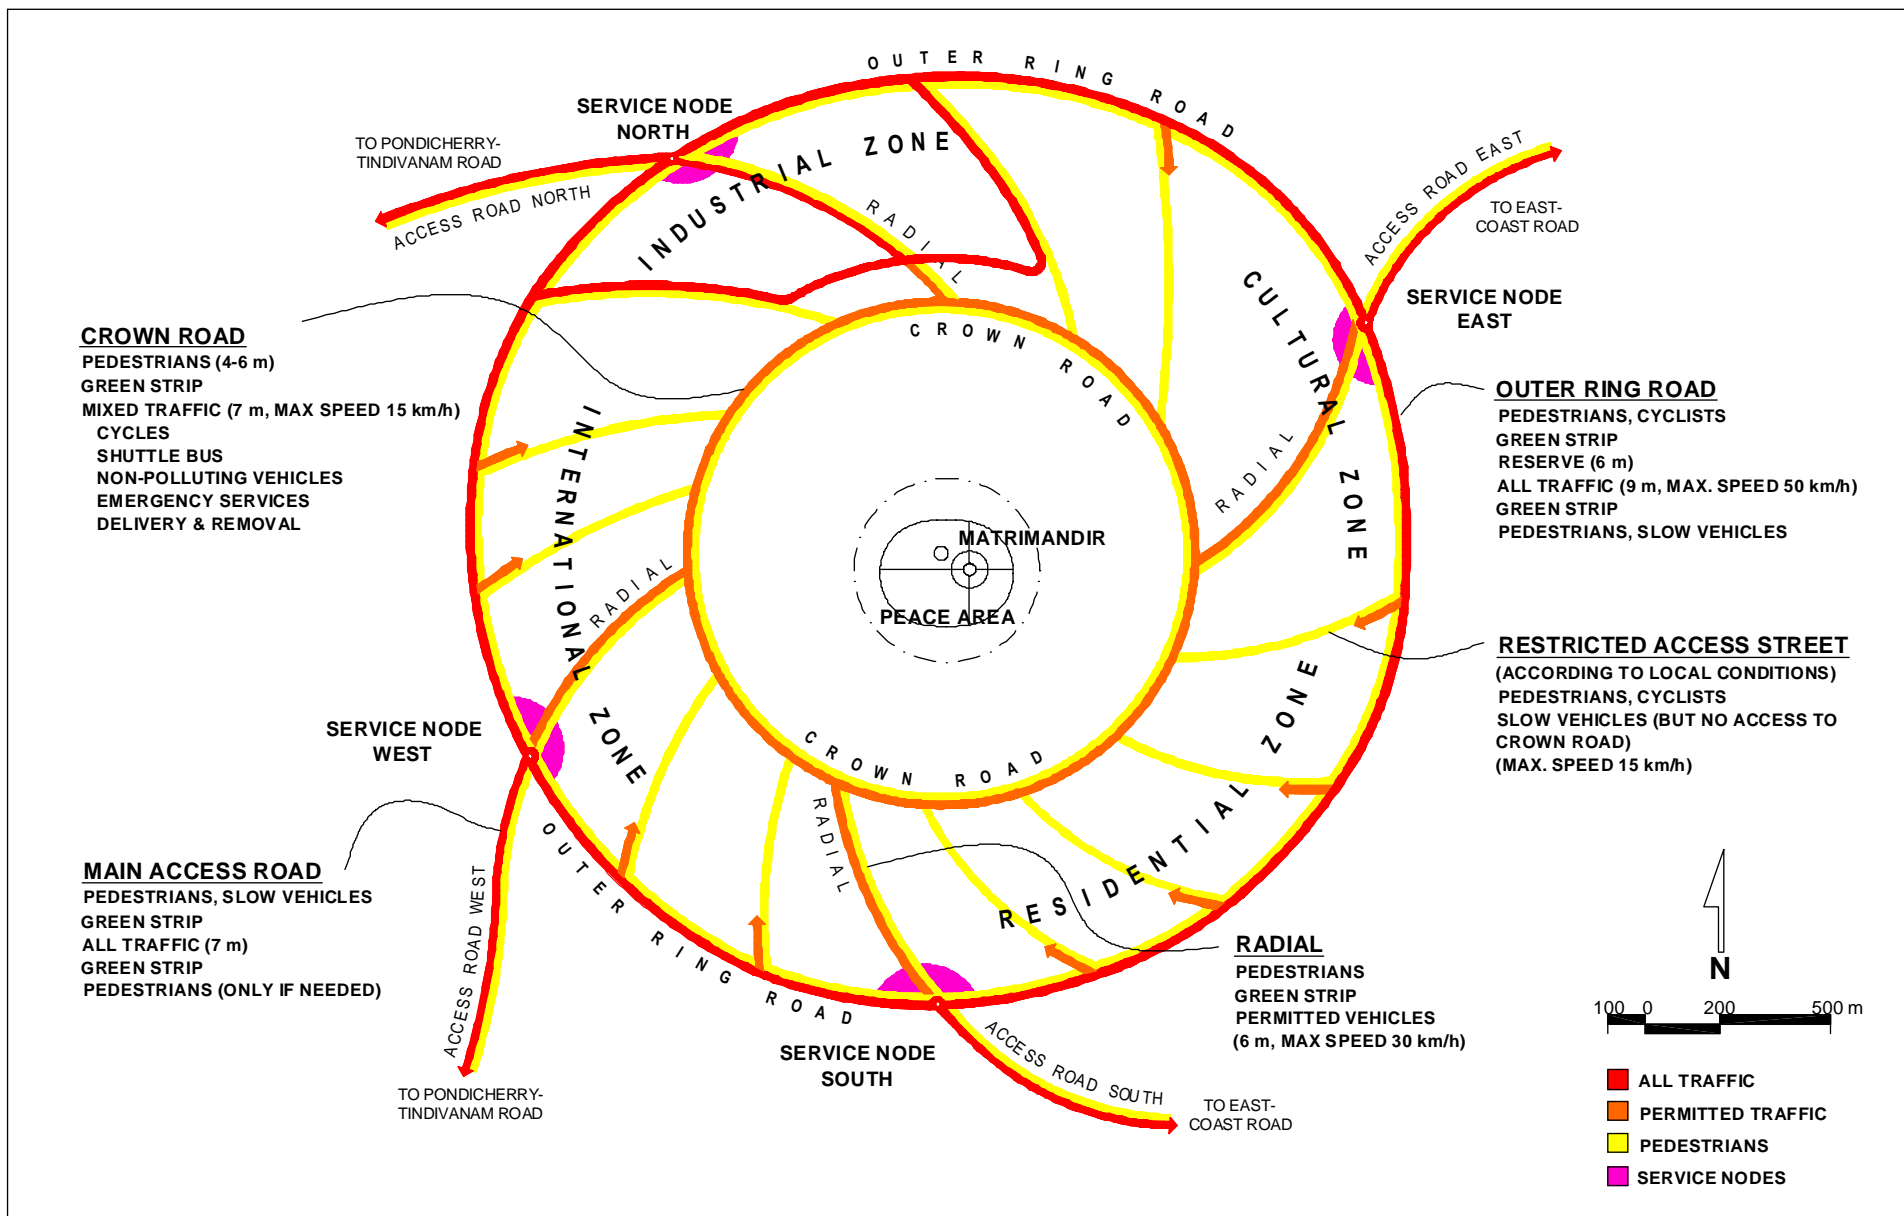 OUTER RING ROAD
SERVICE NODE
NORTH
TO PONDICHERRY-
TINDIVANAM ROAD
ACCESS ROAD NORTH
INDUSTRIAL ZONE
RADIAL
ACCESS ROAD EAST
TO EAST-
COAST ROAD
SERVICE NODE
EAST
CULTURAL ZONE
CROWN ROAD
PEDESTRIANS (4-6 m)
GREEN STRIP
MIXED TRAFFIC (7 m, MAX SPEED 15 km/h)
CYCLES
SHUTTLE BUS
NON-POLLUTING VEHICLES
EMERGENCY SERVICES
DELIVERY & REMOVAL
CROWN ROAD
OUTER RING ROAD
PEDESTRIANS, CYCLISTS
GREEN STRIP
RESERVE (6 m)
ALL TRAFFIC (9 m, MAX. SPEED 50 km/h)
GREEN STRIP
PEDESTRIANS, SLOW VEHICLES
RADIAL
INTERNATIONAL ZONE
RADIAL
MATRIMANDIR
PEACE AREA
RESTRICTED ACCESS STREET
(ACCORDING TO LOCAL CONDITIONS)
PEDESTRIANS, CYCLISTS
SLOW VEHICLES (BUT NO ACCESS TO
CROWN ROAD)
(MAX. SPEED 15 km/h)
SERVICE NODE
WEST
CROWN ROAD
RADIAL
RESIDENTIAL ZONE
MAIN ACCESS ROAD
PEDESTRIANS, SLOW VEHICLES
GREEN STRIP
ALL TRAFFIC (7 m)
GREEN STRIP
PEDESTRIANS (ONLY IF NEEDED)
ACCESS ROAD WEST
OUTER RING ROAD
RADIAL
PEDESTRIANS
GREEN STRIP
PERMITTED VEHICLES
(6 m, MAX SPEED 30 km/h)
SERVICE NODE
SOUTH
ACCESS ROAD SOUTH
TO PONDICHERRY-
TINDIVANAM ROAD
TO EAST-
COAST ROAD
N
100 0 200 500 m
ALL TRAFFIC
PERMITTED TRAFFIC
PEDESTRIANS
SERVICE NODES